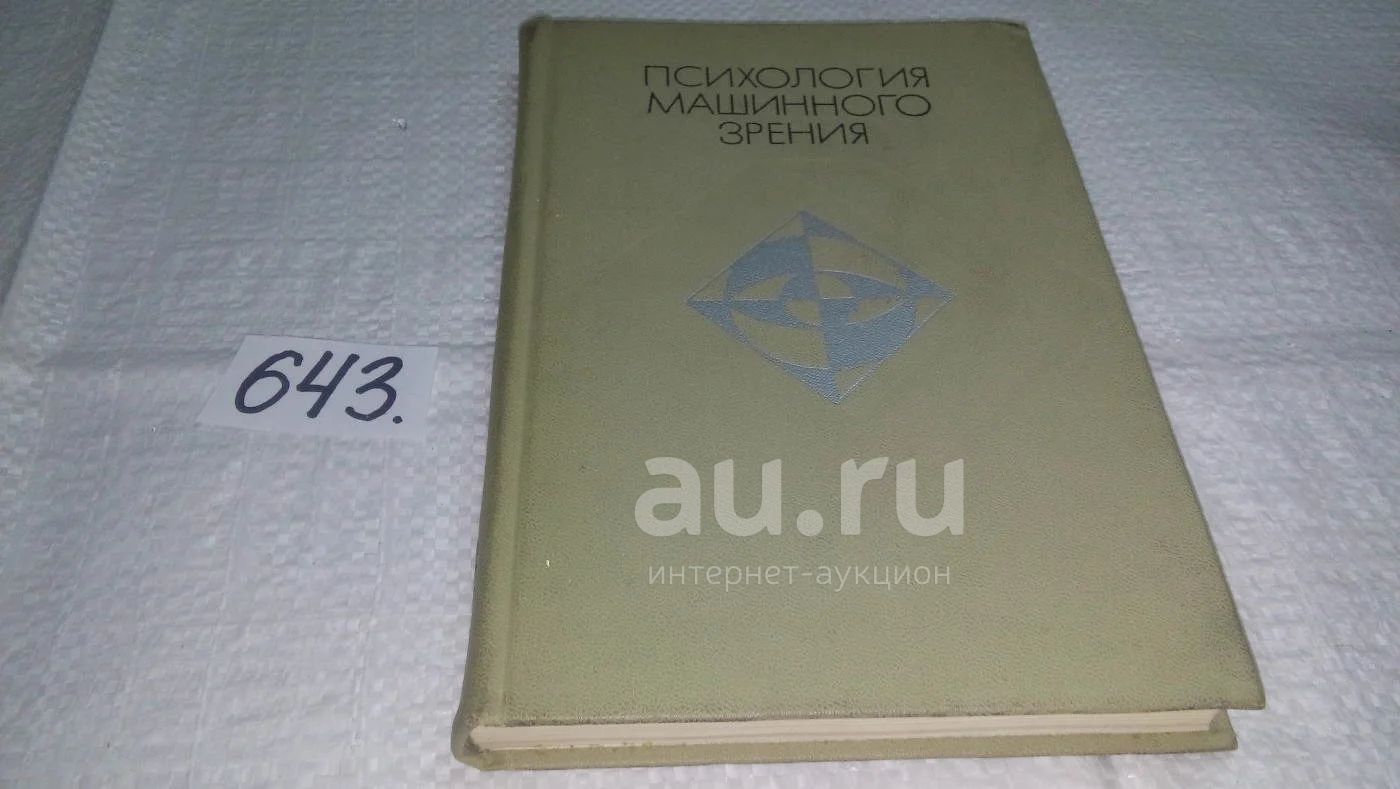 ПСИХОЛОГИЯ
МАШИННОГО
ЗРЕНИЯ
643.
au.ru
интернет-аукцион